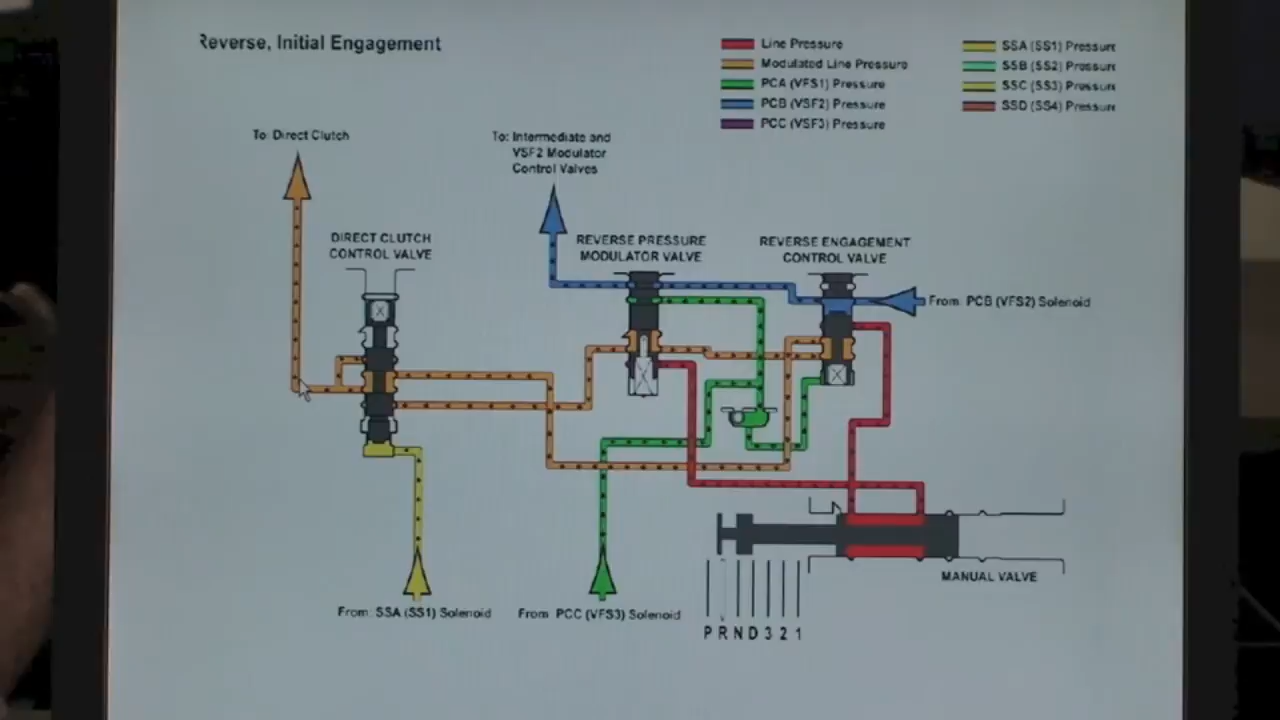 Reverse, Initial Engagement
Line Pressure
Modulated Line Pressure
PCA (VFS1) Pressure
PCB (VSF2) Pressure
PCC (VSF3) Pressure
SSA (SS1) Pressure
SSB (SS2) Pressure
SSC (SS3) Pressure
SSD (SS4) Pressure
To: Direct Clutch
To: Intermediate and
VSF2 Modulator
Control Valves
DIRECT CLUTCH
CONTROL VALVE
REVERSE PRESSURE
MODULATOR VALVE
REVERSE ENGAGEMENT
CONTROL VALVE
From: PCB (VFS2) Solenoid
MANUAL VALVE
From: SSA (SS1) Solenoid
From: PCC (VFS3) Solenoid
P R N D 3 2 1